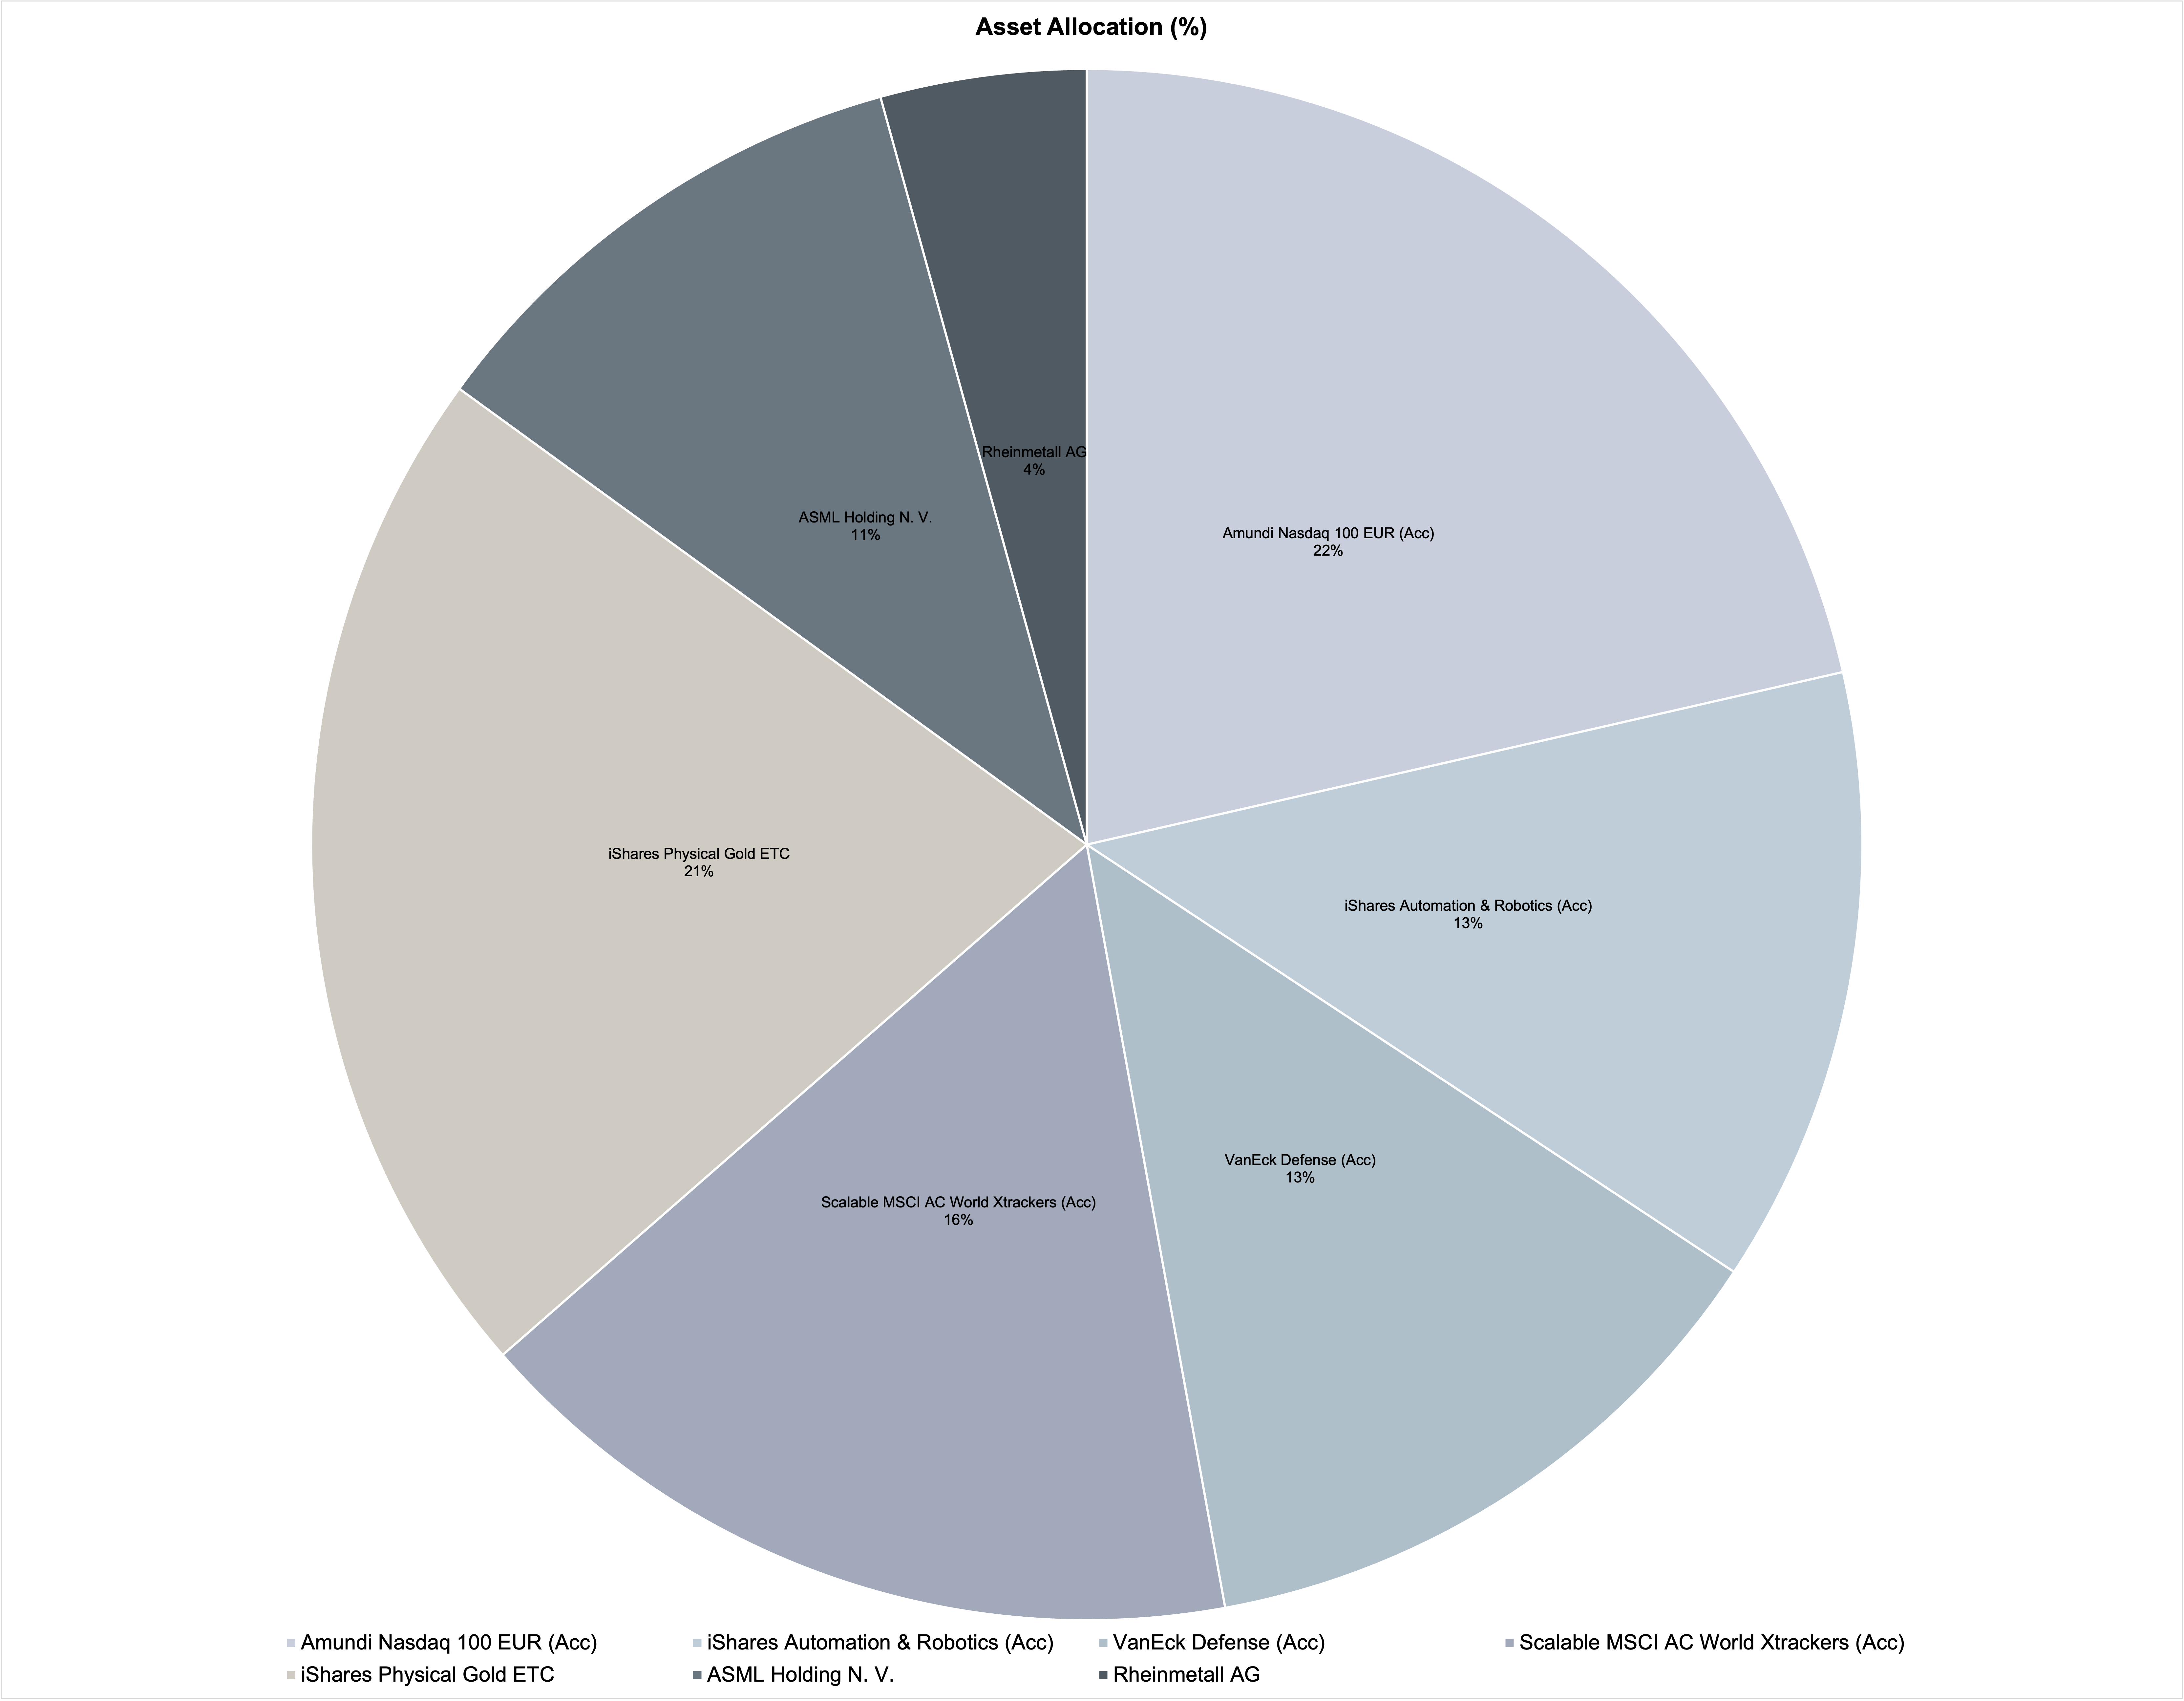 Asset Allocation (%)
Rheinmetall AG
4%
ASML Holding N. V.
11%
Amundi Nasdaq 100 EUR (Acc)
22%
iShares Physical Gold ETC
21%
iShares Automation & Robotics (Acc)
13%
VanEck Defense (Acc)
13%
Scalable MSCI AC World Xtrackers (Acc)
16%
Amundi Nasdaq 100 EUR (Acc)
iShares Automation & Robotics (Acc)
VanEck Defense (Acc)
Scalable MSCI AC World Xtrackers (Acc)
iShares Physical Gold ETC
ASML Holding N. V.
Rheinmetall AG